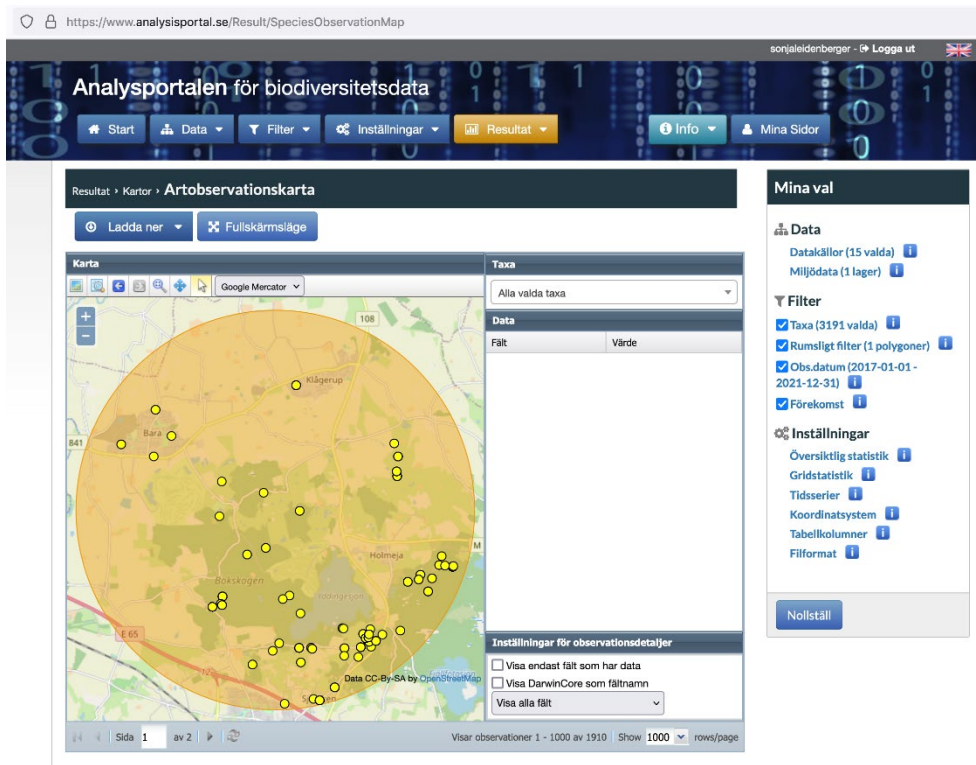 https://www.analysisportal.se/Result/SpeciesObservationMap
sonjaleidenberger - Logga ut
Analysportalen för biodiversitetsdata
Start Data Filter Inställningar Resultat Info Mina Sidor
Resultat › Kartor › Artobservationskarta
Ladda ner Fullskärmsläge
Karta
Google Mercator
+
−
108
Klågerup
Bara
841
M
Holmeja
Bokskogen
Yddingesjön
E 65
Data CC-By-SA by OpenStreetMap
Sida 1 av 2
Visar observationer 1 - 1000 av 1910 Show 1000 rows/page
Taxa
Alla valda taxa
Data
Fält Värde
Inställningar för observationsdetaljer
Visa endast fält som har data
Visa DarwinCore som fältnamn
Visa alla fält
Mina val
Data
Datakällor (15 valda) i
Miljödata (1 lager) i
Filter
Taxa (3191 valda) i
Rumsligt filter (1 polygoner) i
Obs.datum (2017-01-01 -
2021-12-31) i
Förekomst i
Inställningar
Översiktlig statistik i
Gridstatistik i
Tidsserier i
Koordinatsystem i
Tabellkolumner i
Filformat i
Nollställ